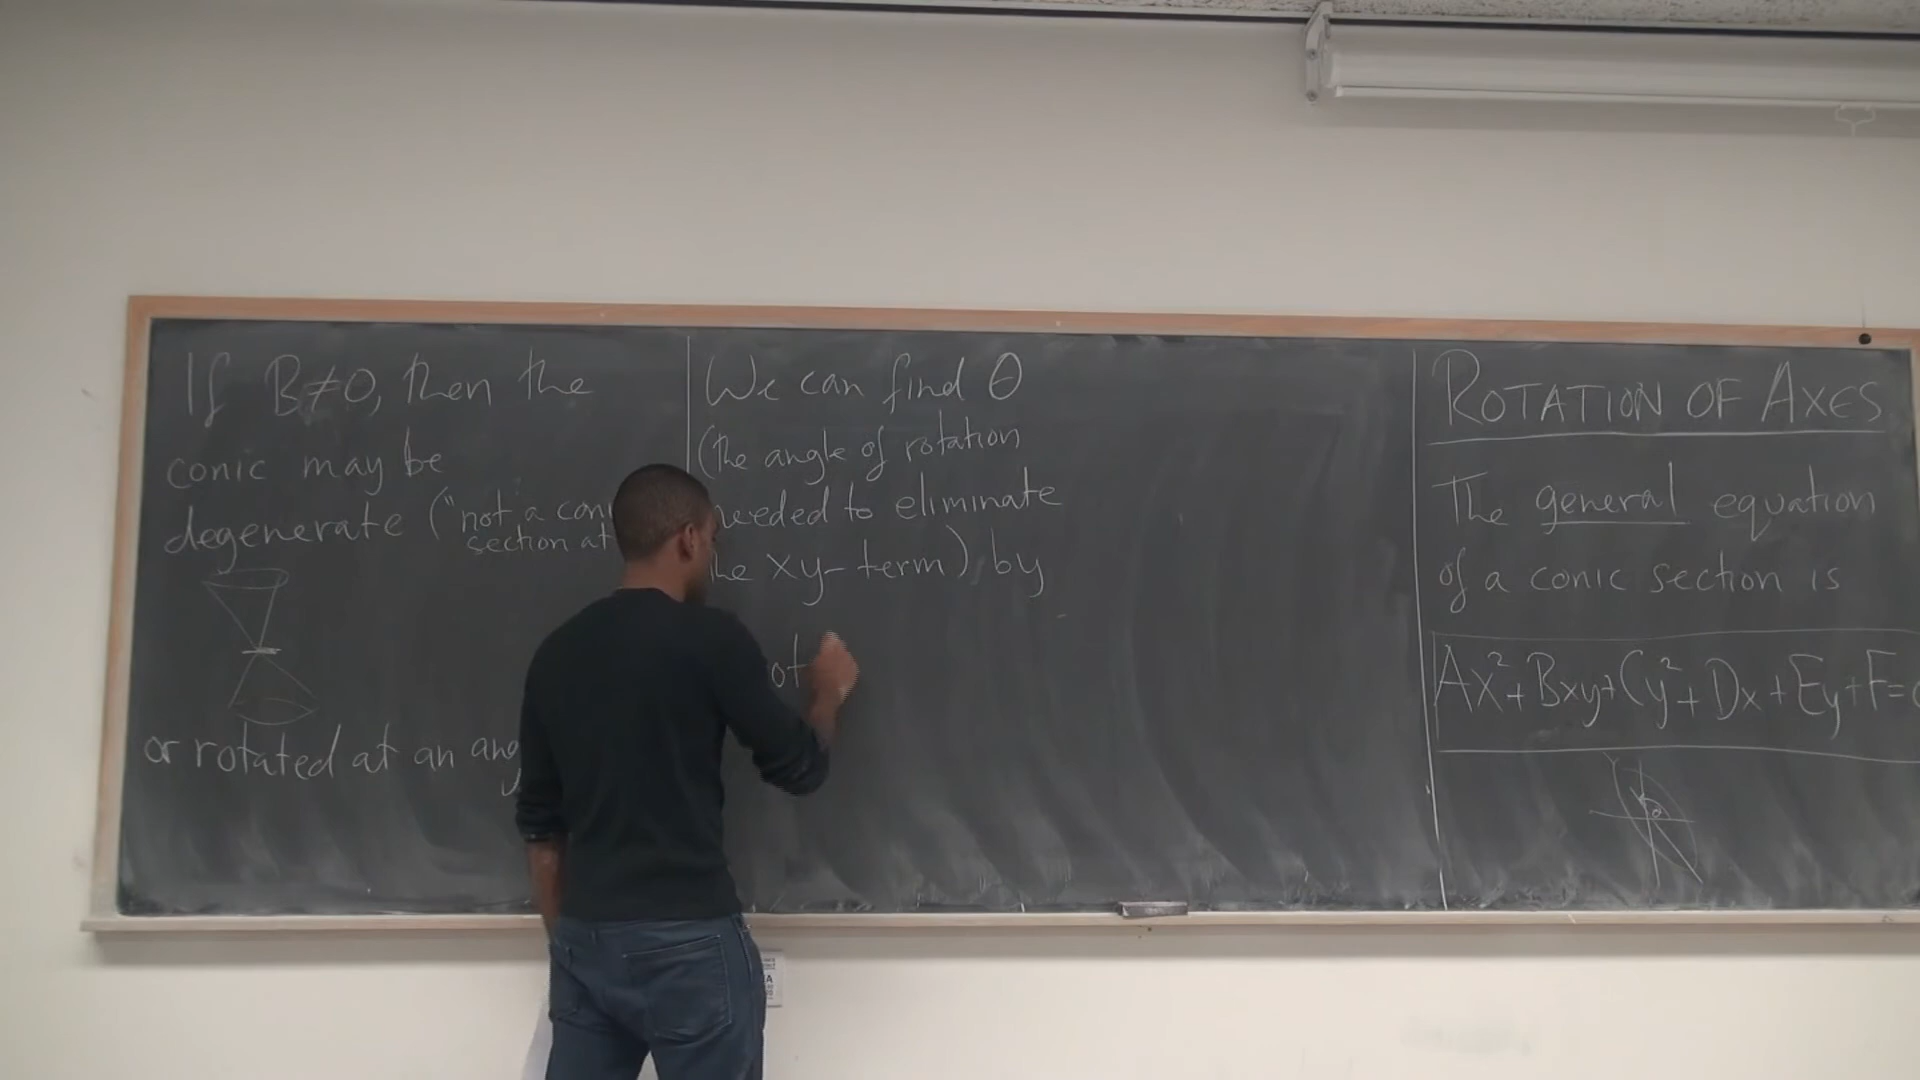 If B≠0, then the
conic may be
degenerate ("not a con
section at
or rotated at an ang
We can find θ
(the angle of rotation
needed to eliminate
the xy-term) by
ot
ROTATION OF AXES
The general equation
of a conic section is
Ax²+Bxy+Cy²+Dx+Ey+F=0